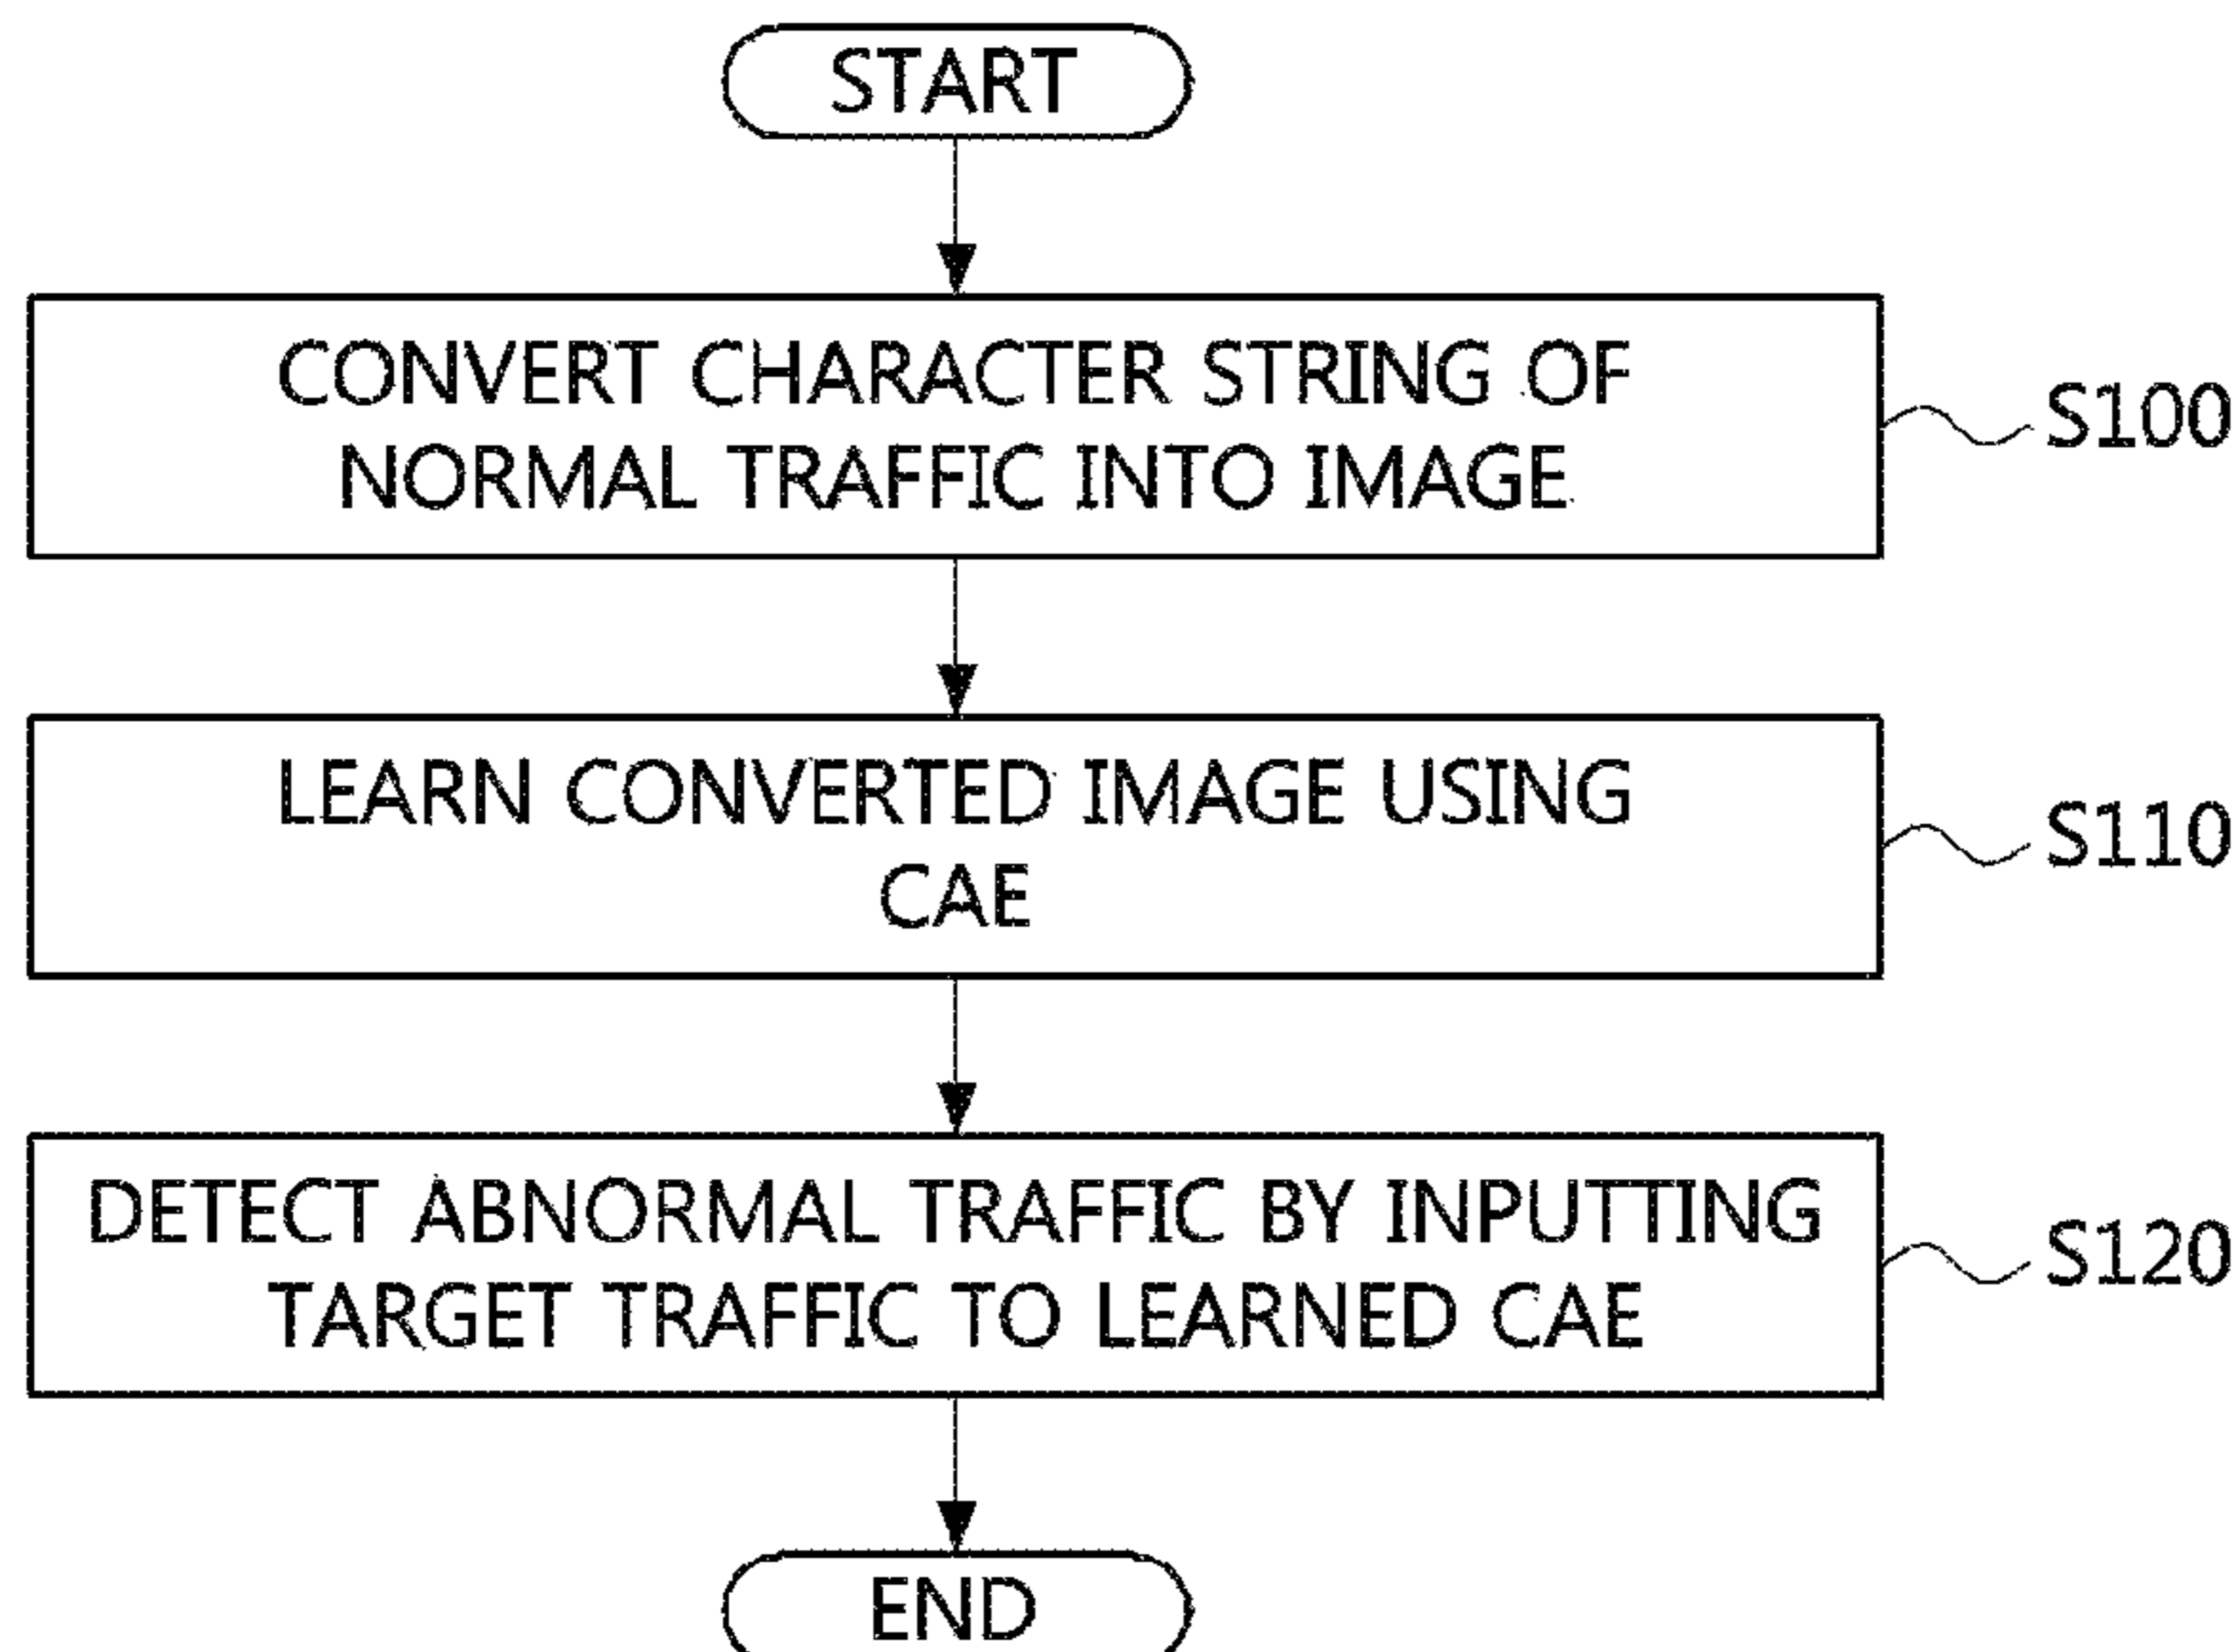 START
CONVERT CHARACTER STRING OF
NORMAL TRAFFIC INTO IMAGE
S100
LEARN CONVERTED IMAGE USING
CAE
S110
DETECT ABNORMAL TRAFFIC BY INPUTTING
TARGET TRAFFIC TO LEARNED CAE
S120
END